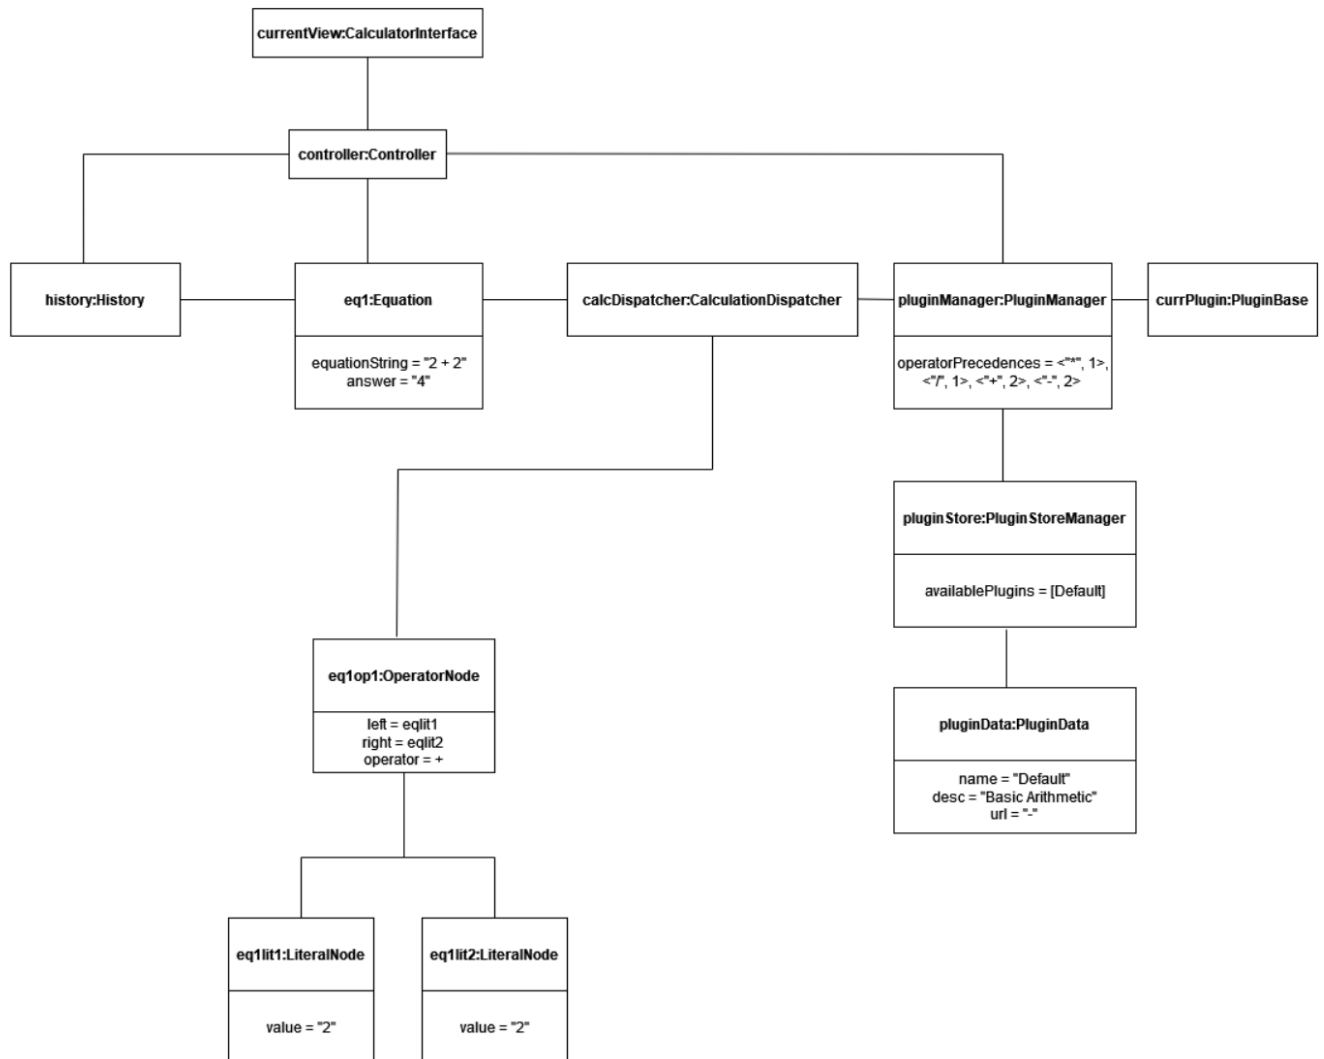 currentView:CalculatorInterface
controller:Controller
history:History
eq1:Equation
equationString = "2 + 2"
answer = "4"
calcDispatcher:CalculationDispatcher
pluginManager:PluginManager
operatorPrecedences = <"*", 1>,
<"/", 1>, <"+", 2>, <"-", 2>
currPlugin:PluginBase
pluginStore:PluginStoreManager
availablePlugins = [Default]
eq1op1:OperatorNode
left = eqlit1
right = eqlit2
operator = +
pluginData:PluginData
name = "Default"
desc = "Basic Arithmetic"
url = "-"
eq1lit1:LiteralNode
value = "2"
eq1lit2:LiteralNode
value = "2"